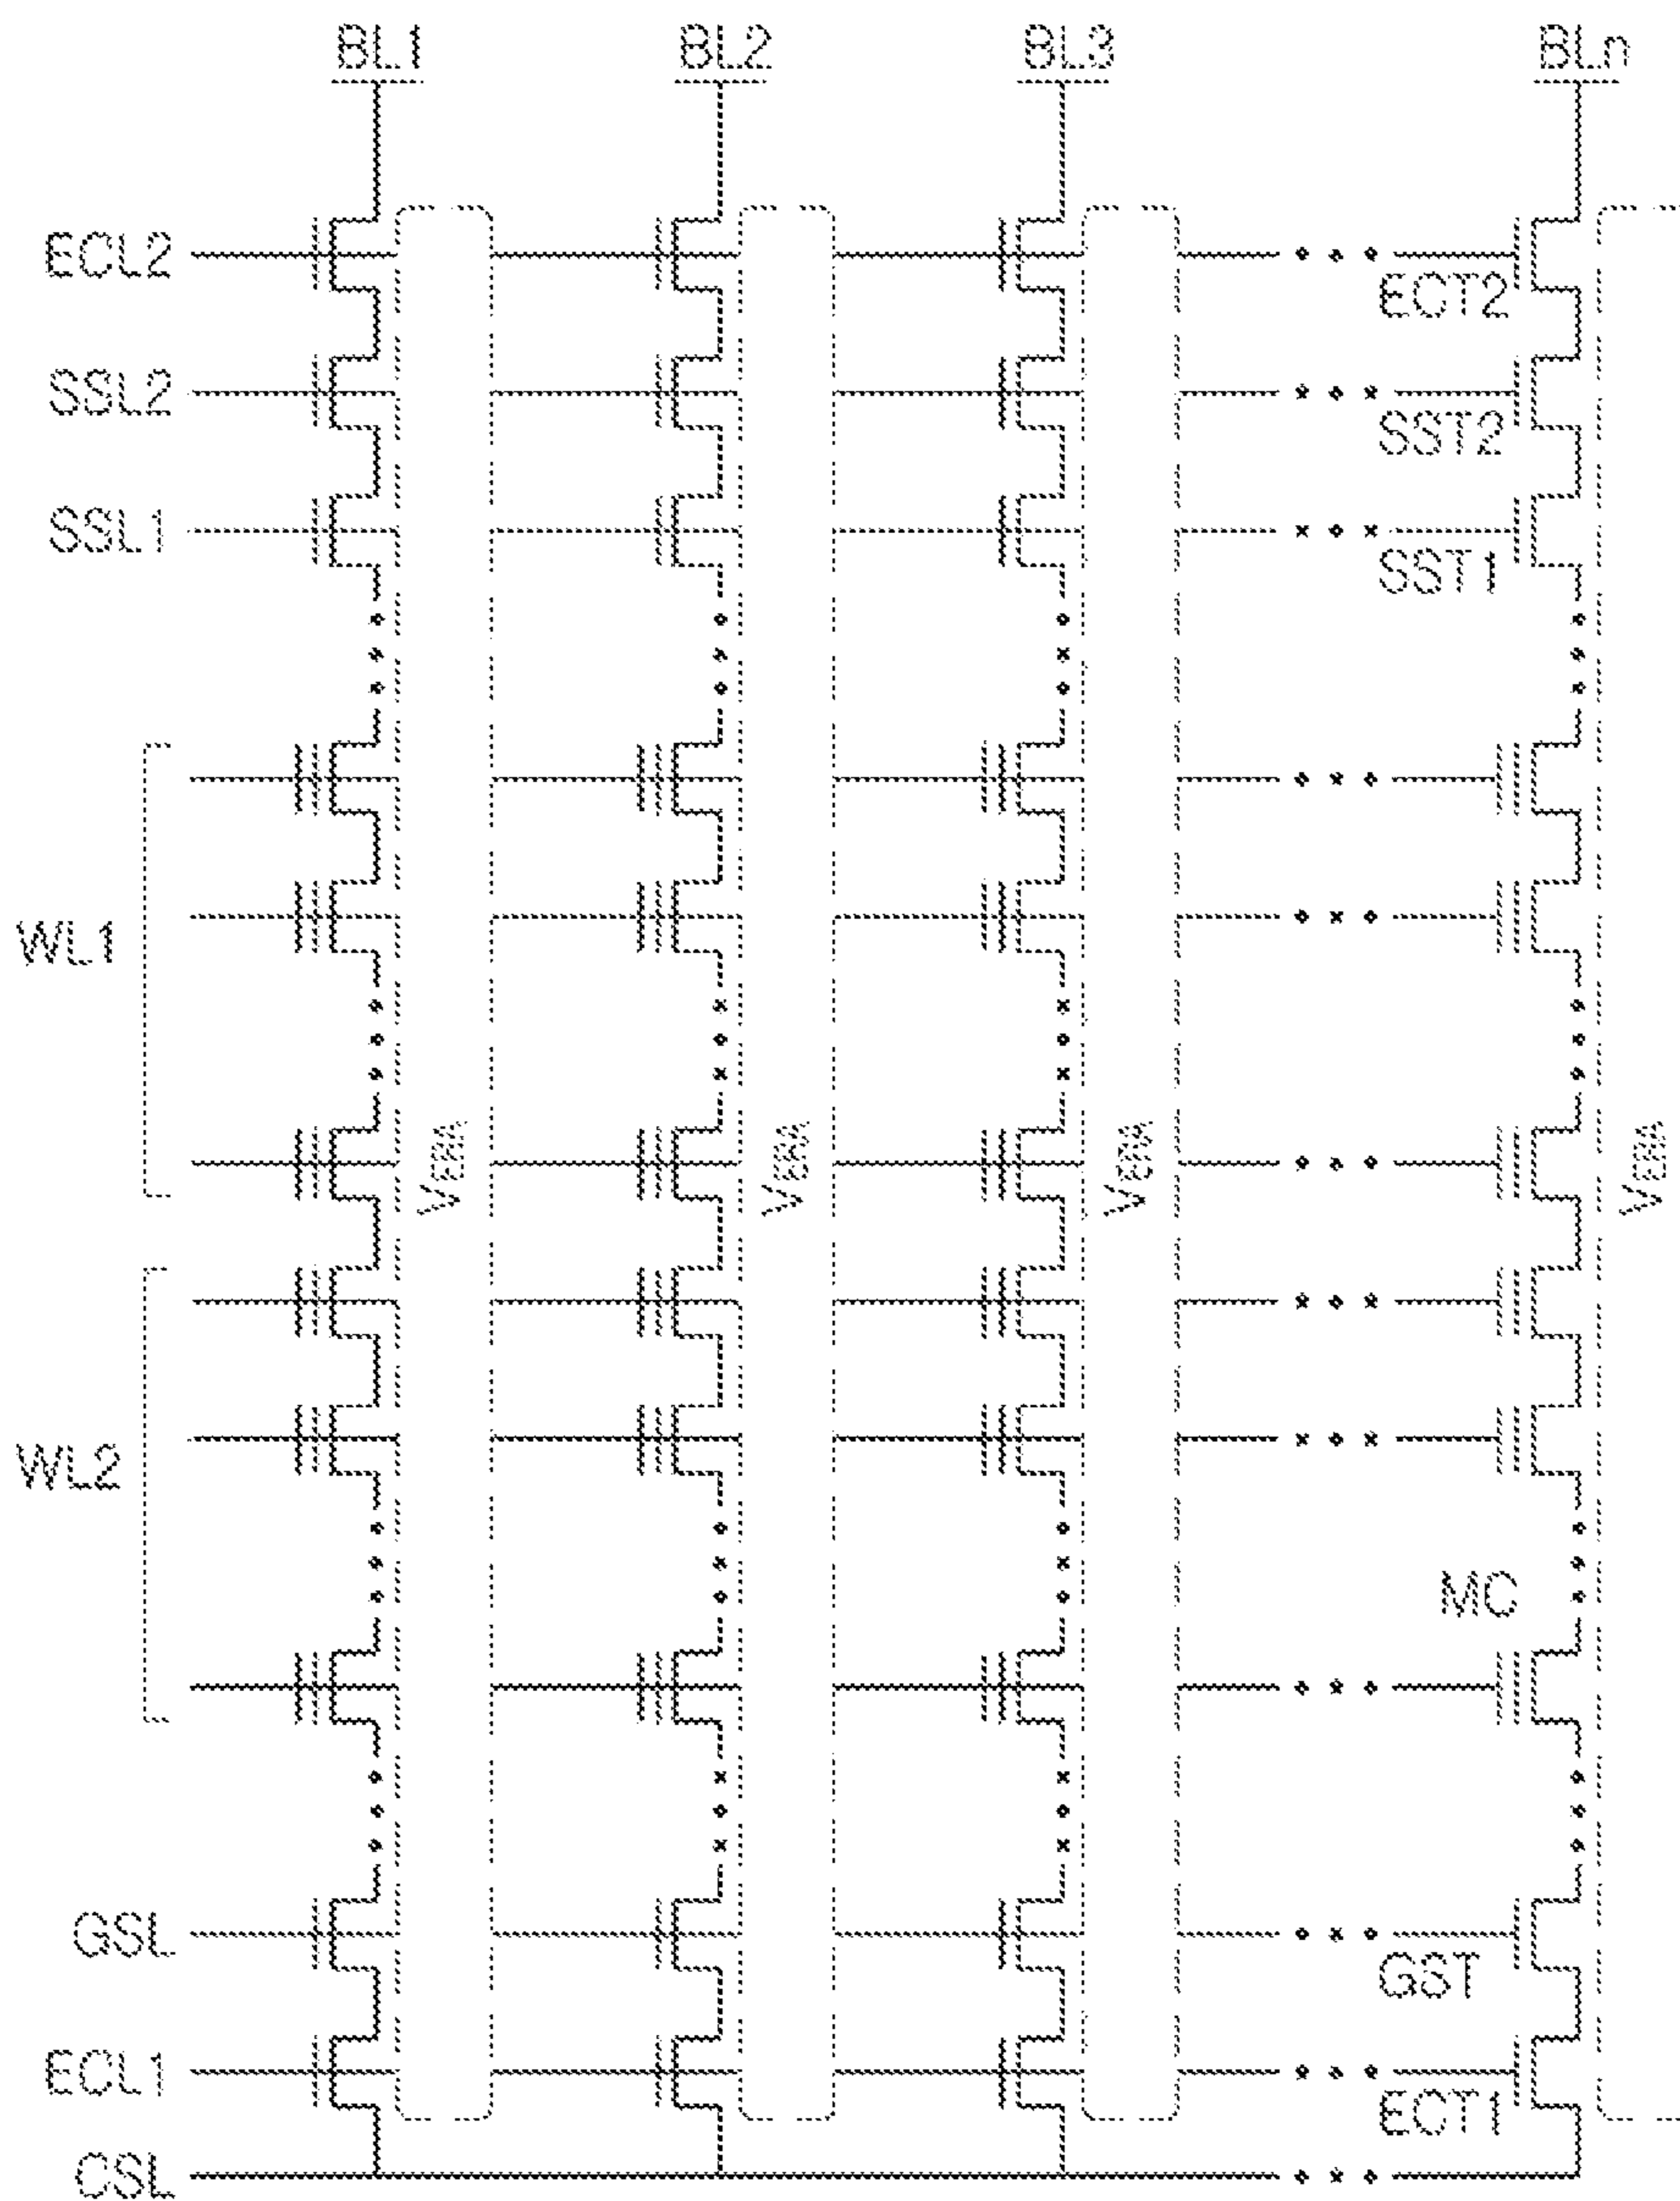 BL1 BL2 BL3 BLn
ECL2
ECT2
SSL2
SST2
SSL1
SST1
WL1
VERA VERA VERA VERA
WL2
MC
GSL
GST
ECL1
ECT1
CSL